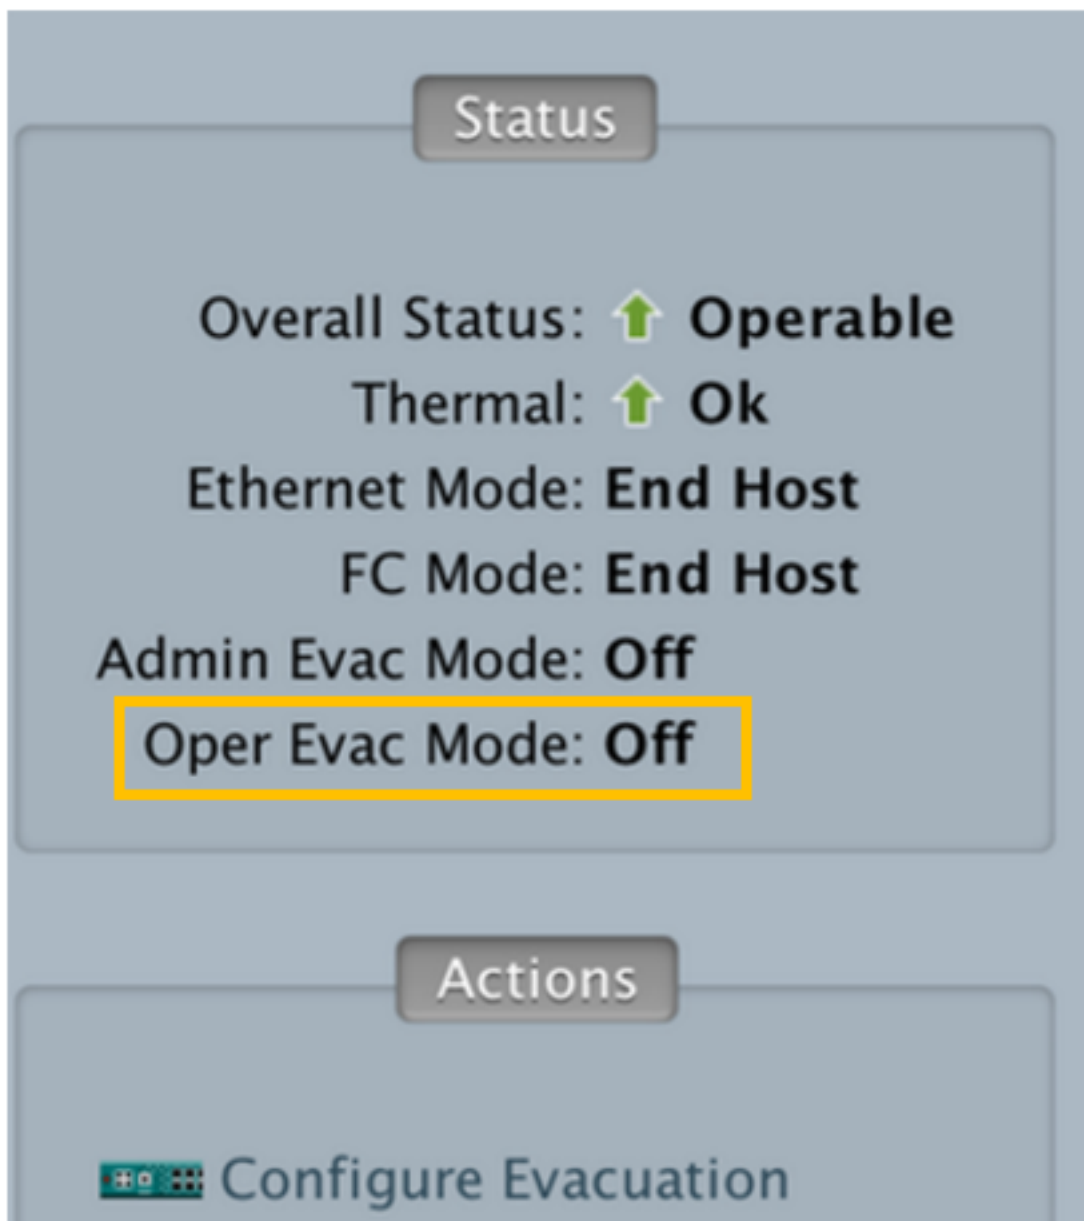 Status
Overall Status: Operable
Thermal: Ok
Ethernet Mode: End Host
FC Mode: End Host
Admin Evac Mode: Off
Oper Evac Mode: Off
Actions
Configure Evacuation